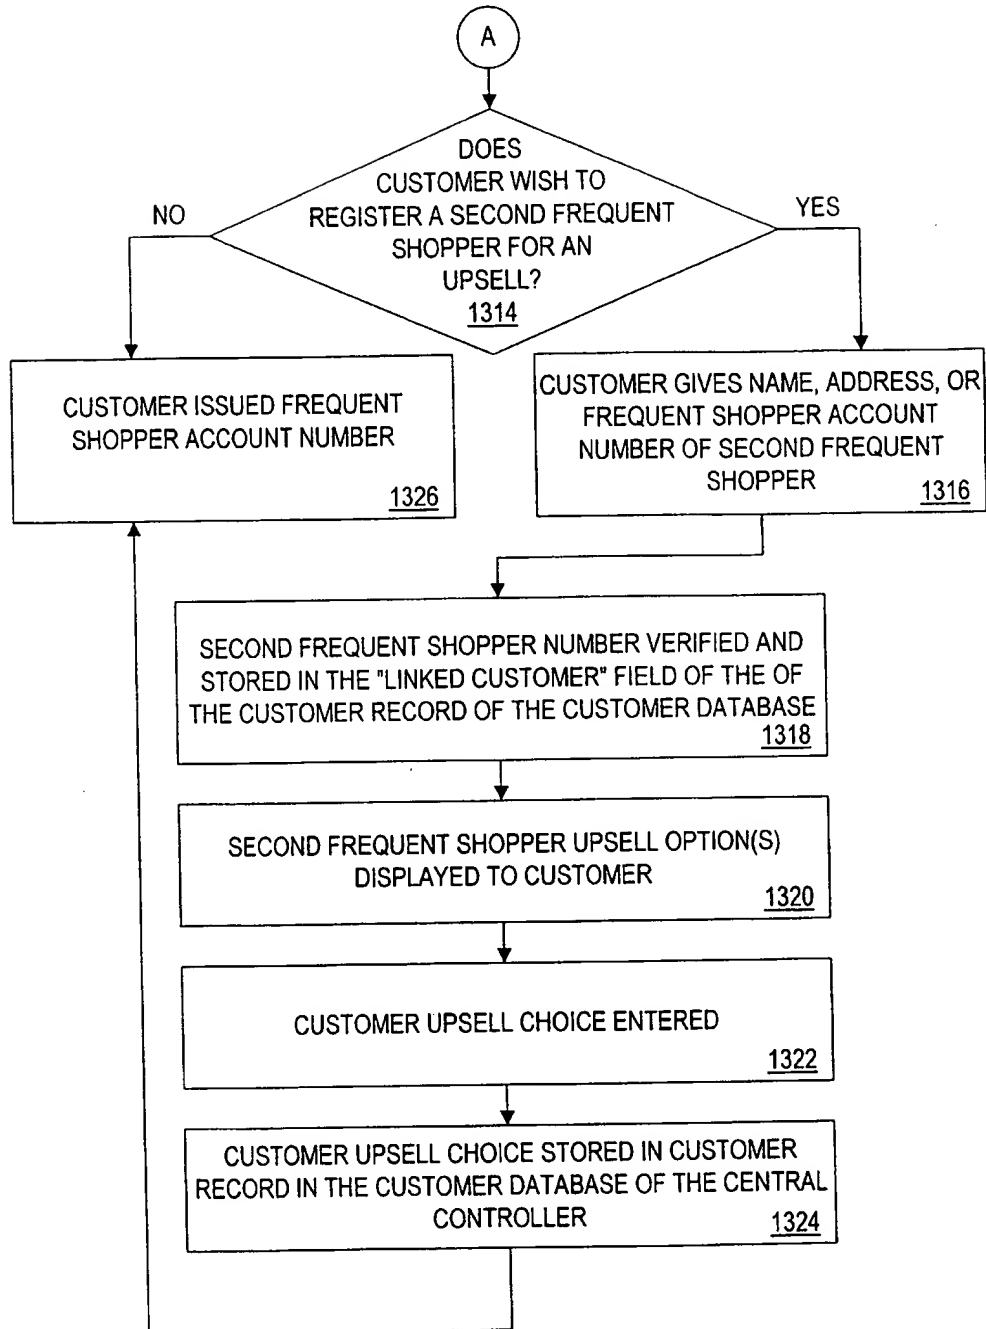 A
DOES
CUSTOMER WISH TO
REGISTER A SECOND FREQUENT
SHOPPER FOR AN
UPSELL?
1314
NO
YES
CUSTOMER ISSUED FREQUENT
SHOPPER ACCOUNT NUMBER
1326
CUSTOMER GIVES NAME, ADDRESS, OR
FREQUENT SHOPPER ACCOUNT
NUMBER OF SECOND FREQUENT
SHOPPER
1316
SECOND FREQUENT SHOPPER NUMBER VERIFIED AND
STORED IN THE "LINKED CUSTOMER" FIELD OF THE OF
THE CUSTOMER RECORD OF THE CUSTOMER DATABASE
1318
SECOND FREQUENT SHOPPER UPSELL OPTION(S)
DISPLAYED TO CUSTOMER
1320
CUSTOMER UPSELL CHOICE ENTERED
1322
CUSTOMER UPSELL CHOICE STORED IN CUSTOMER
RECORD IN THE CUSTOMER DATABASE OF THE CENTRAL
CONTROLLER
1324